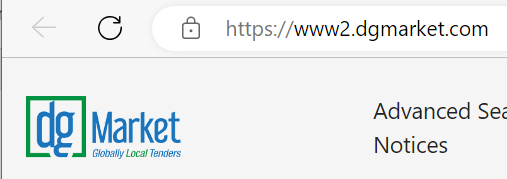 https://www2.dgmarket.com
dg Market
Globally Local Tenders
Advanced Sea
Notices